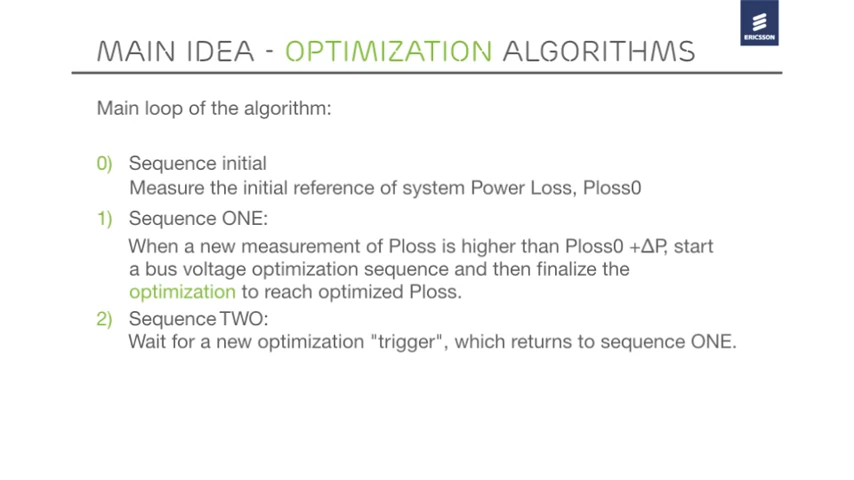 MAIN IDEA - OPTIMIZATION ALGORITHMS
ERICSSON
Main loop of the algorithm:
0) Sequence initial
Measure the initial reference of system Power Loss, Ploss0
1) Sequence ONE:
When a new measurement of Ploss is higher than Ploss0 +ΔP, start
a bus voltage optimization sequence and then finalize the
optimization to reach optimized Ploss.
2) Sequence TWO:
Wait for a new optimization "trigger", which returns to sequence ONE.